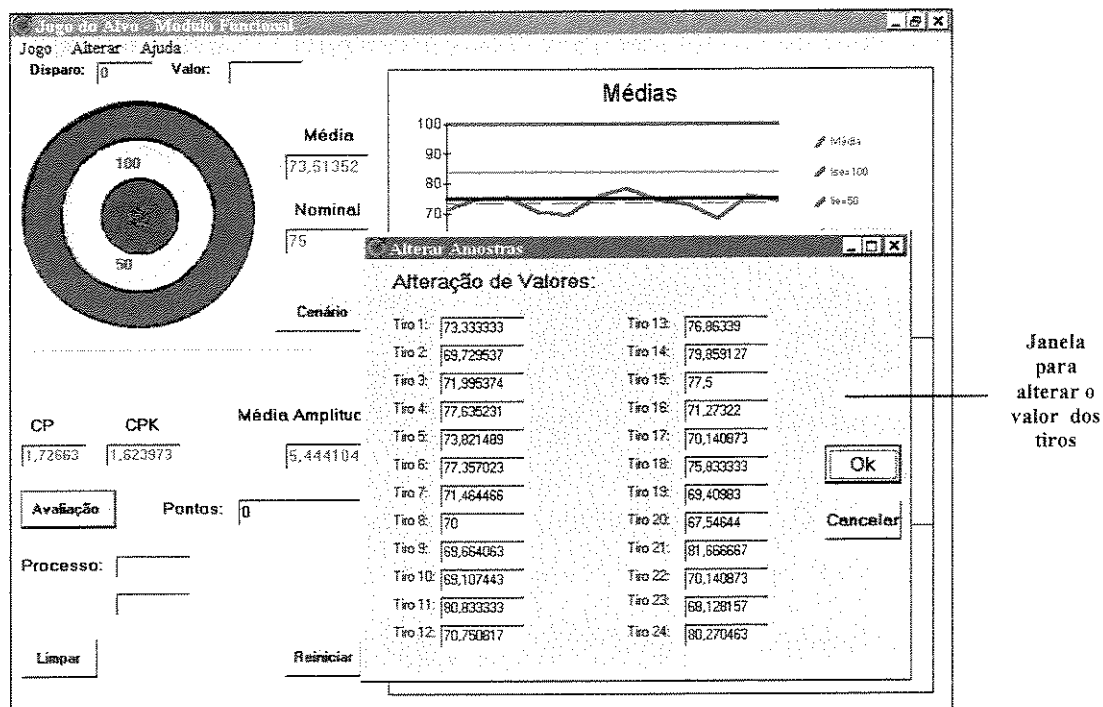 Jogo do Alvo - Módulo Funcional
Jogo Alterar Ajuda
Disparo: 0 Valor:
100
50
Média
73,51352
Nominal
75
Cenário
CP CPK
1,72663 1,623973
Média Amplitud
5,444104
Avaliação
Pontos: 0
Processo:
Limpar
Reiniciar
Médias
100
90
80
70
Média
lse=100
lie=50
Alterar Amostras
Alteração de Valores:
Tiro 1: 73,333333
Tiro 2: 69,729537
Tiro 3: 71,995374
Tiro 4: 77,635231
Tiro 5: 73,821489
Tiro 6: 77,357023
Tiro 7: 71,464466
Tiro 8: 70
Tiro 9: 69,664063
Tiro 10: 69,107443
Tiro 11: 80,833333
Tiro 12: 70,750817
Tiro 13: 76,86339
Tiro 14: 79,859127
Tiro 15: 77,5
Tiro 16: 71,27322
Tiro 17: 70,140873
Tiro 18: 75,833333
Tiro 19: 69,40983
Tiro 20: 67,54644
Tiro 21: 81,666667
Tiro 22: 70,140873
Tiro 23: 68,128157
Tiro 24: 80,270463
Ok
Cancelar
Janela
para
alterar o
valor dos
tiros